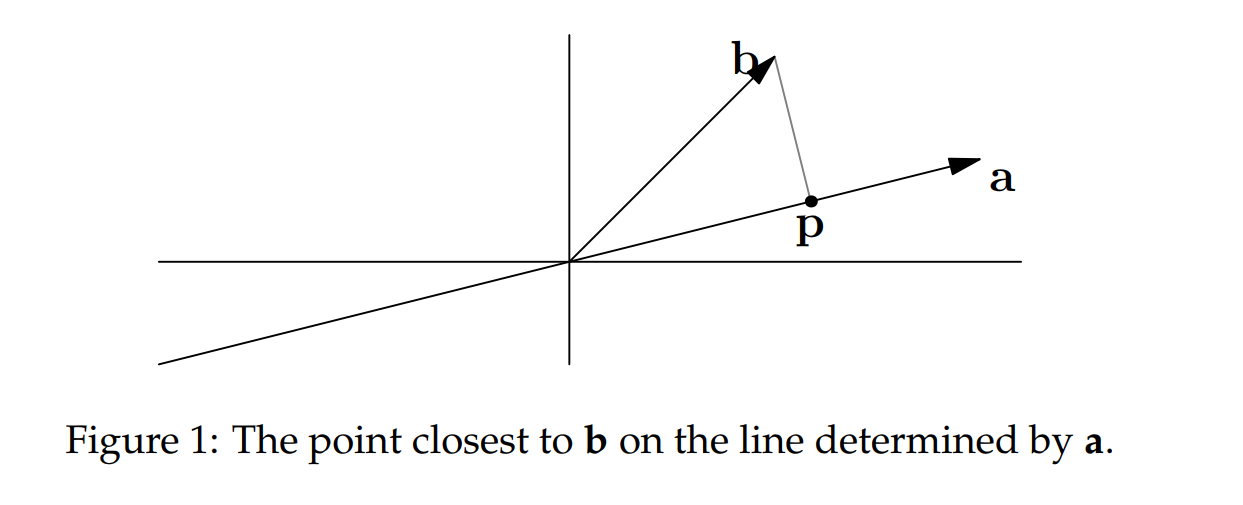 b
a
p
Figure 1: The point closest to b on the line determined by a.